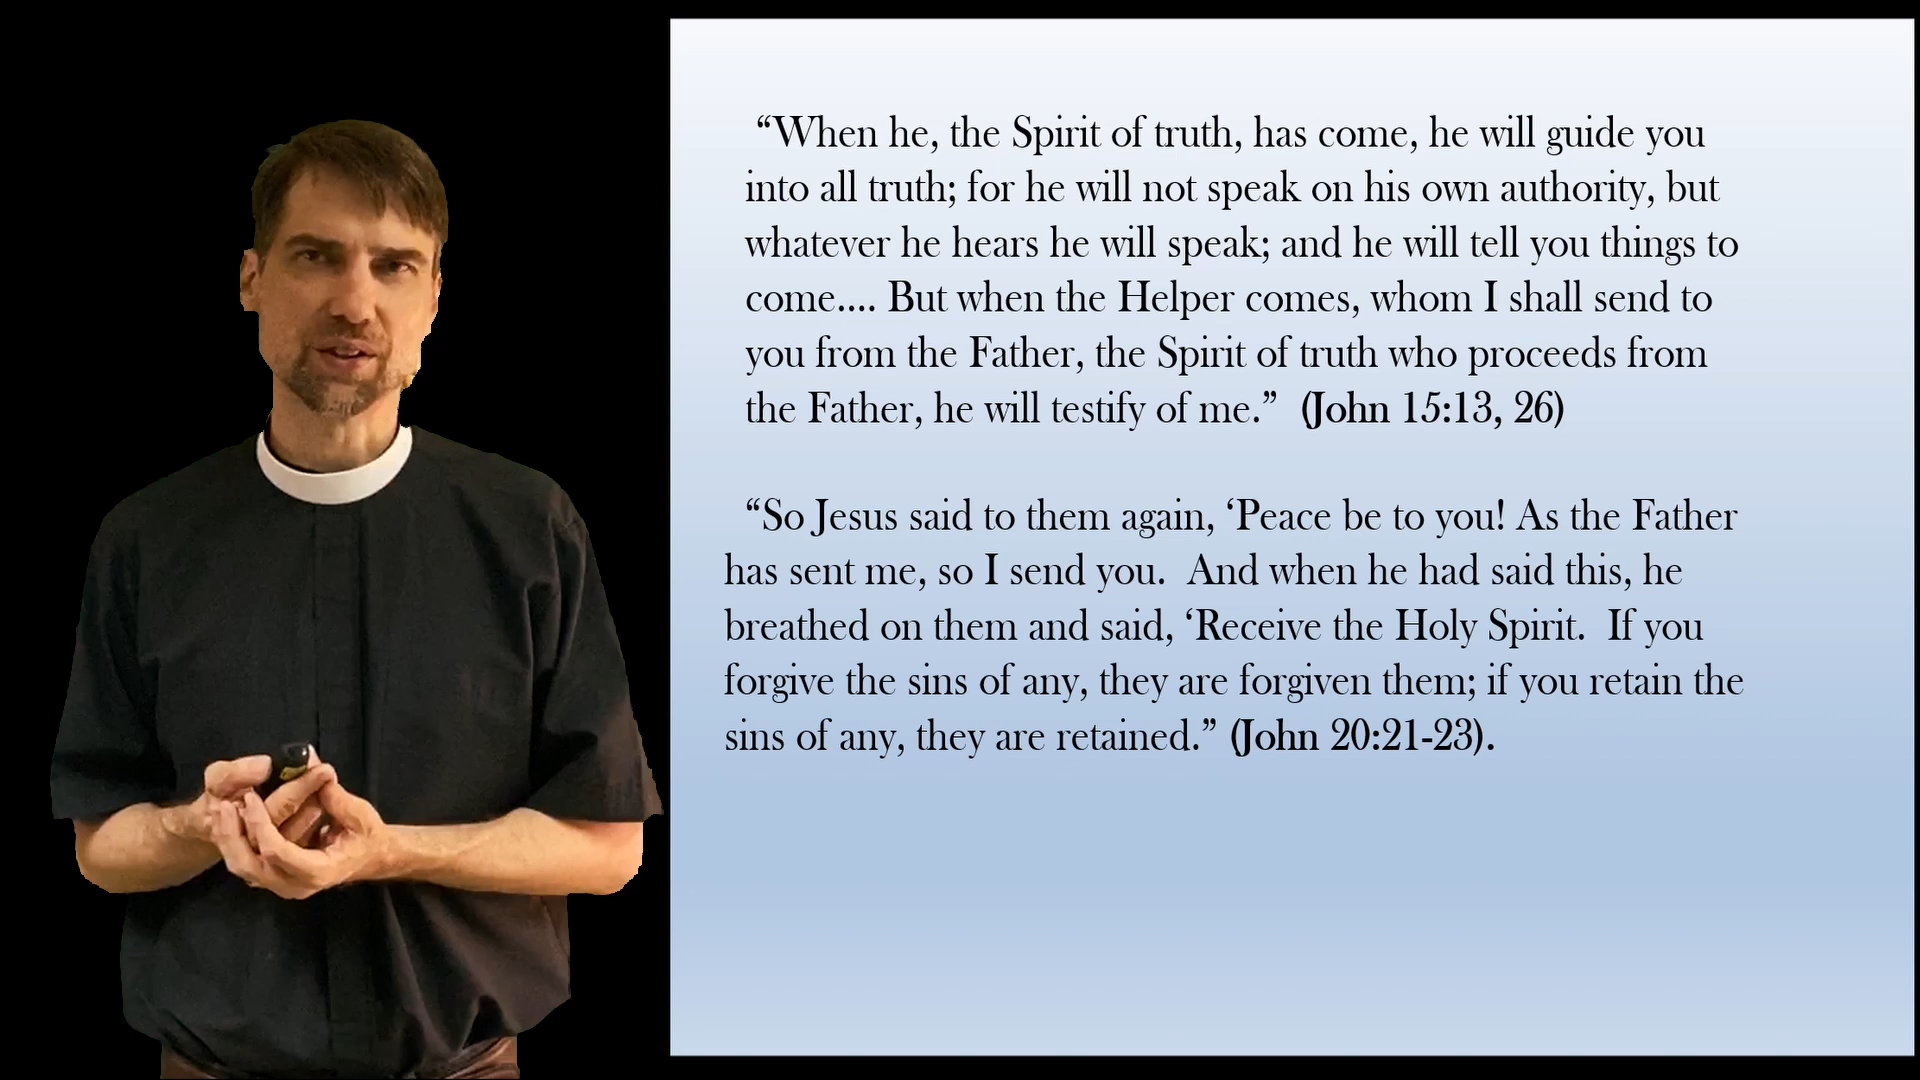 “When he, the Spirit of truth, has come, he will guide you
into all truth; for he will not speak on his own authority, but
whatever he hears he will speak; and he will tell you things to
come.... But when the Helper comes, whom I shall send to
you from the Father, the Spirit of truth who proceeds from
the Father, he will testify of me.”  (John 15:13, 26)
“So Jesus said to them again, ‘Peace be to you! As the Father
has sent me, so I send you.  And when he had said this, he
breathed on them and said, ‘Receive the Holy Spirit.  If you
forgive the sins of any, they are forgiven them; if you retain the
sins of any, they are retained.” (John 20:21-23).